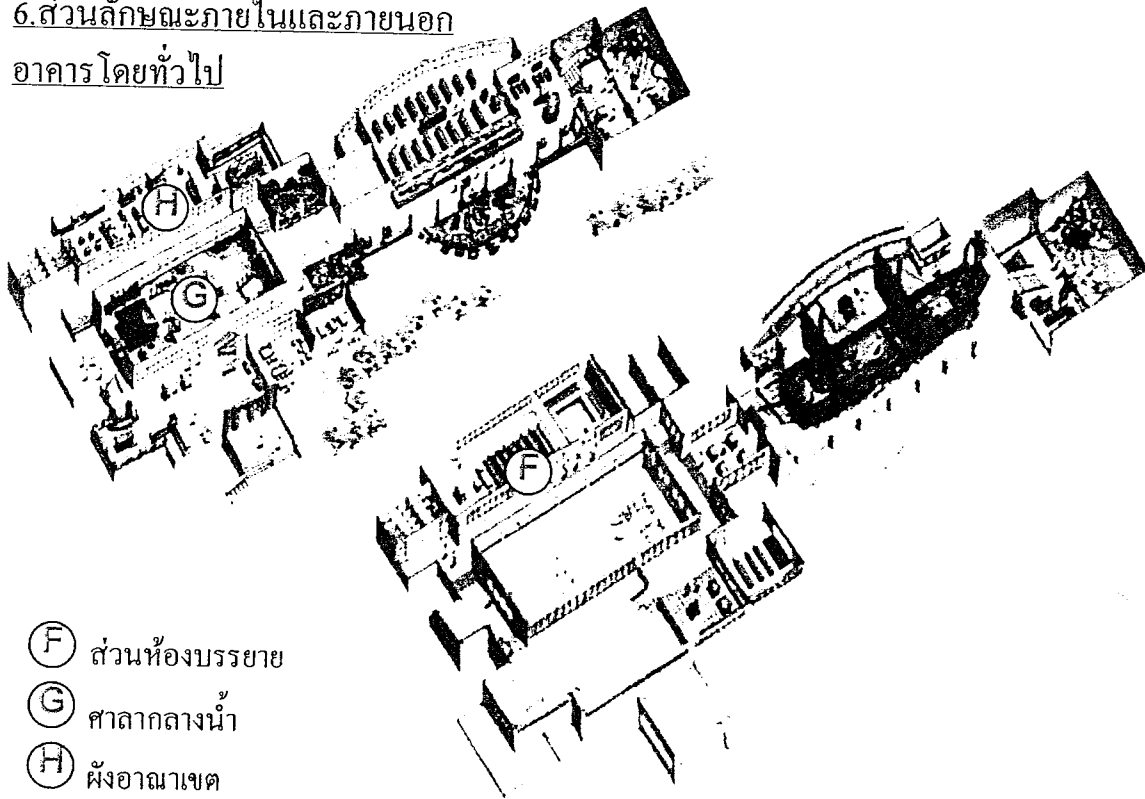 6.ส่วนลักษณะภายในและภายนอก
อาคารโดยทั่วไป
H
G
F
F ส่วนห้องบรรยาย
G ศาลากลางน้ำ
H ผังอาณาเขต